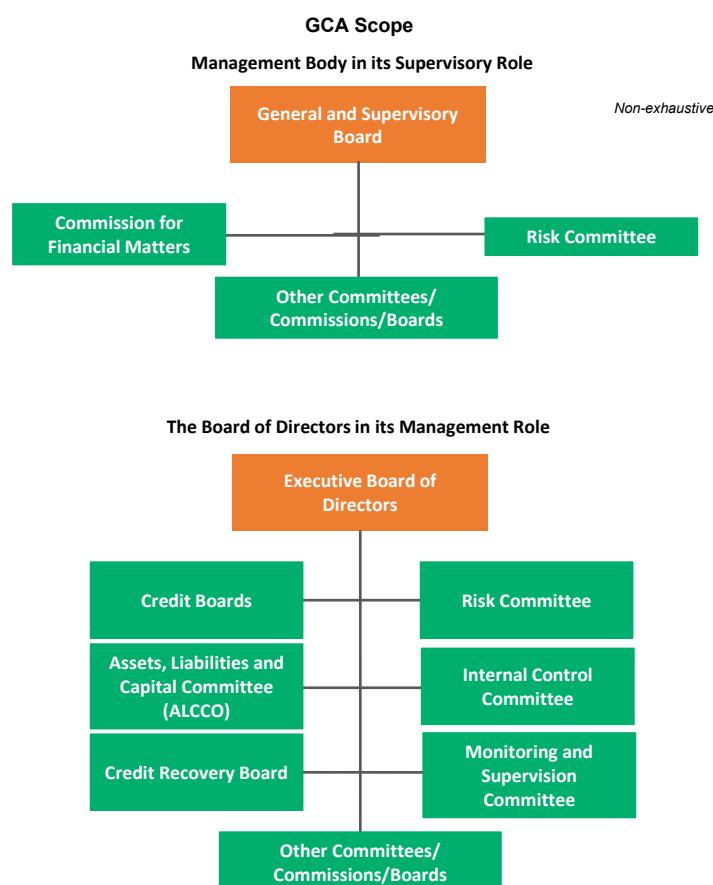 GCA Scope
Management Body in its Supervisory Role
General and Supervisory
Board
Non-exhaustive
Commission for
Financial Matters
Risk Committee
Other Committees/
Commissions/Boards
The Board of Directors in its Management Role
Executive Board of
Directors
Credit Boards
Risk Committee
Assets, Liabilities and
Capital Committee
(ALCCO)
Internal Control
Committee
Credit Recovery Board
Monitoring and
Supervision
Committee
Other Committees/
Commissions/Boards